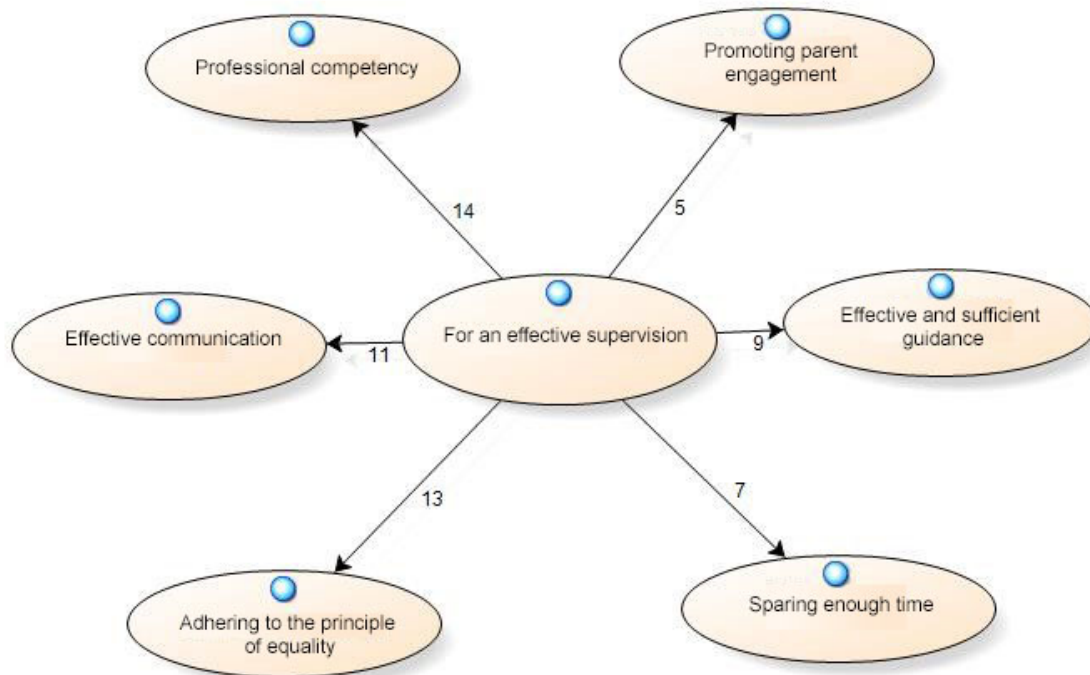 Professional competency
Promoting parent
engagement
14
5
For an effective supervision
Effective communication
11
Effective and sufficient
guidance
9
13
7
Adhering to the principle
of equality
Sparing enough time